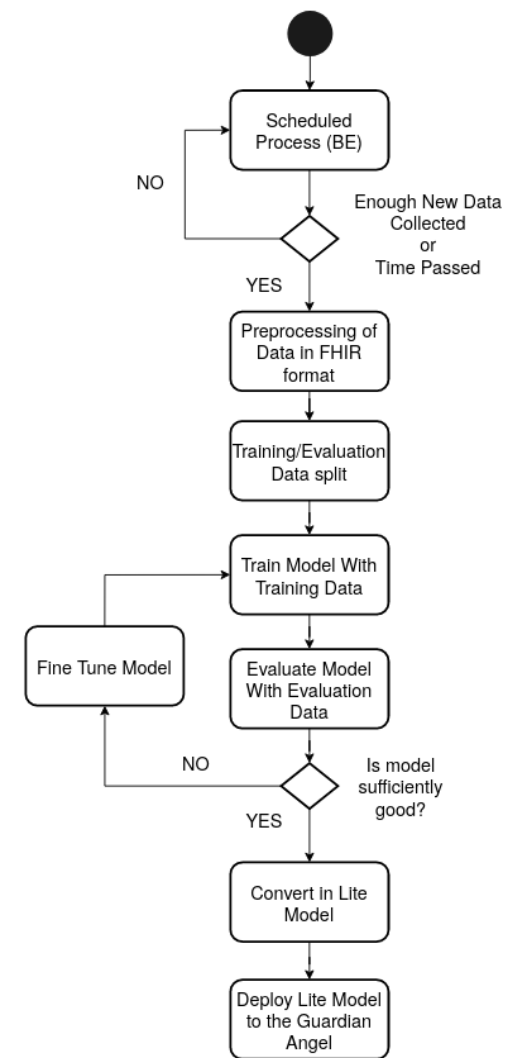 Scheduled
Process (BE)
NO
Enough New Data
Collected
or
Time Passed
YES
Preprocessing of
Data in FHIR
format
Training/Evaluation
Data split
Train Model With
Training Data
Fine Tune Model
Evaluate Model
With Evaluation
Data
NO
Is model
sufficiently
good?
YES
Convert in Lite
Model
Deploy Lite Model
to the Guardian
Angel